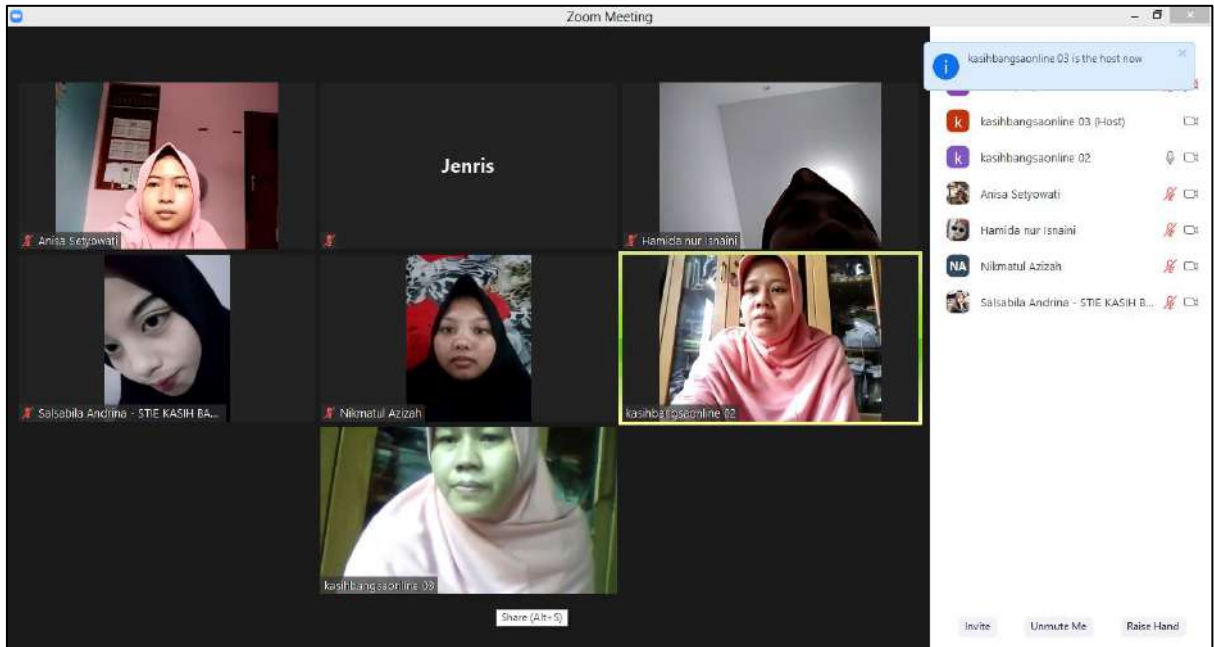 Zoom Meeting
kasihbangsaonline 03 is the host now
Anisa Setyowati
Jenris
Hamida nur Isnaini
Salsabila Andrina - STIE KASIH BA...
Nikmatul Azizah
kasihbangsaonline 02
kasihbangsaonline 03
Share (Alt+S)
k
kasihbangsaonline 03 (Host)
k
kasihbangsaonline 02
Anisa Setyowati
Hamida nur Isnaini
NA
Nikmatul Azizah
Salsabila Andrina - STIE KASIH B...
Invite
Unmute Me
Raise Hand